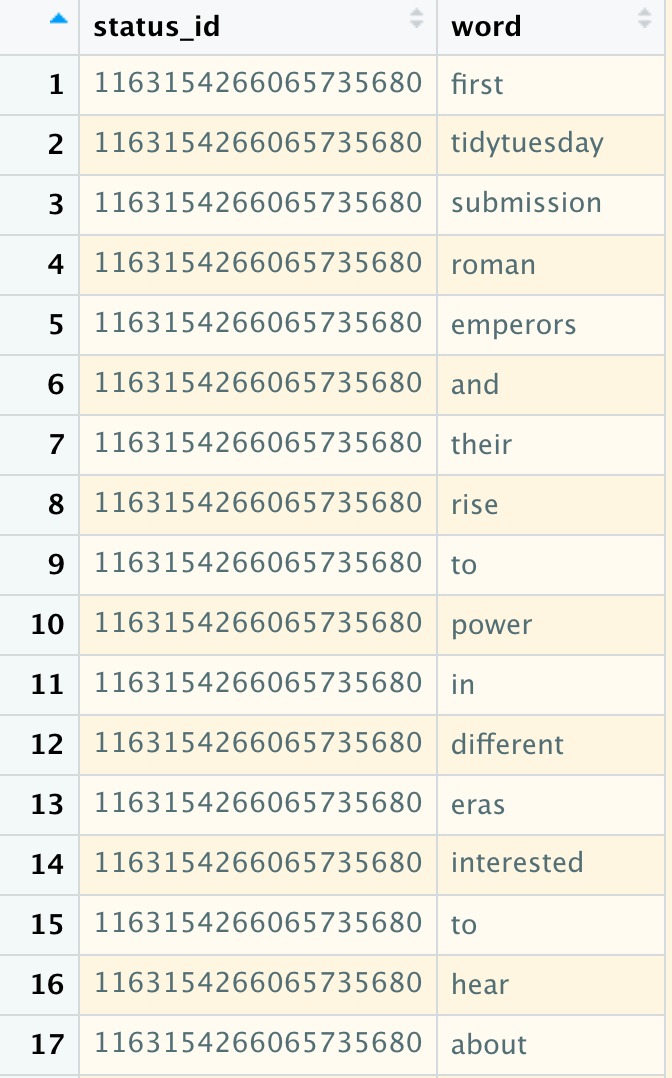 status_id word
1 1163154266065735680 first
2 1163154266065735680 tidytuesday
3 1163154266065735680 submission
4 1163154266065735680 roman
5 1163154266065735680 emperors
6 1163154266065735680 and
7 1163154266065735680 their
8 1163154266065735680 rise
9 1163154266065735680 to
10 1163154266065735680 power
11 1163154266065735680 in
12 1163154266065735680 different
13 1163154266065735680 eras
14 1163154266065735680 interested
15 1163154266065735680 to
16 1163154266065735680 hear
17 1163154266065735680 about